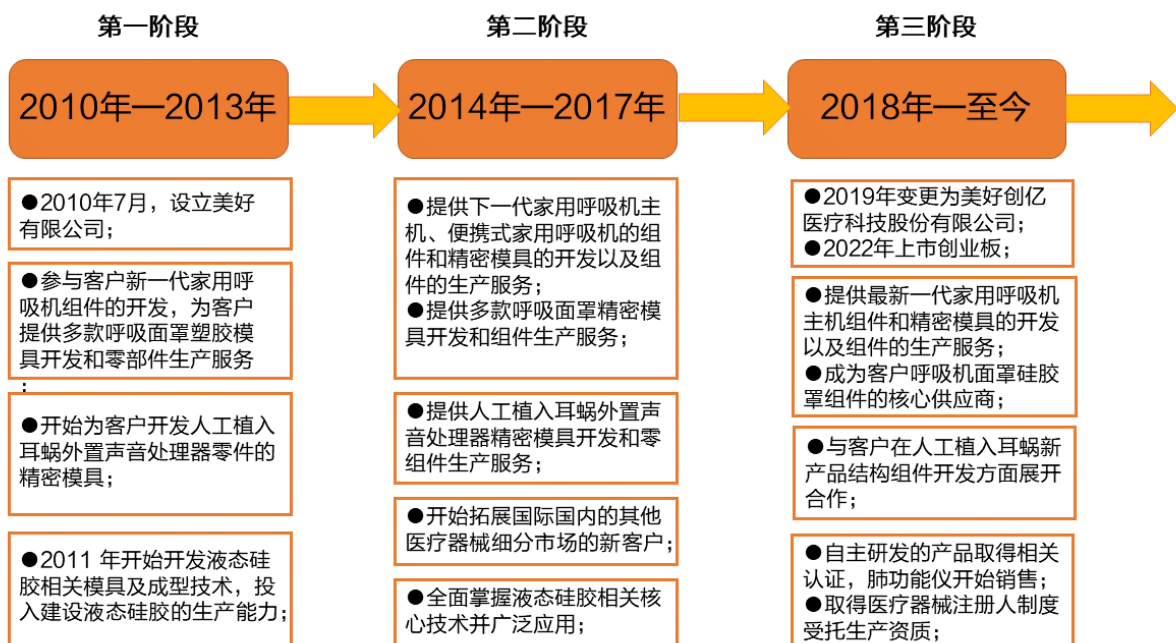 第一阶段
2010年—2013年
●2010年7月，设立美好
有限公司；
●参与客户新一代家用呼
吸机组件的开发，为客户
提供多款呼吸面罩塑胶模
具开发和零部件生产服务
；
●开始为客户开发人工植入
耳蜗外置声音处理器零件的
精密模具；
●2011 年开始开发液态硅
胶相关模具及成型技术，投
入建设液态硅胶的生产能力；
第二阶段
2014年—2017年
●提供下一代家用呼吸机主
机、便携式家用呼吸机的组
件和精密模具的开发以及组
件的生产服务；
●提供多款呼吸面罩精密模
具开发和组件生产服务；
●提供人工植入耳蜗外置声
音处理器精密模具开发和零
组件生产服务；
●开始拓展国际国内的其他
医疗器械细分市场的新客户；
●全面掌握液态硅胶相关核
心技术并广泛应用；
第三阶段
2018年—至今
●2019年变更为美好创亿
医疗科技股份有限公司；
●2022年上市创业板；
●提供最新一代家用呼吸机
主机组件和精密模具的开发
以及组件的生产服务；
●成为客户呼吸机面罩硅胶
罩组件的核心供应商；
●与客户在人工植入耳蜗新
产品结构组件开发方面展开
合作；
●自主研发的产品取得相关
认证，肺功能仪开始销售；
●取得医疗器械注册人制度
受托生产资质；